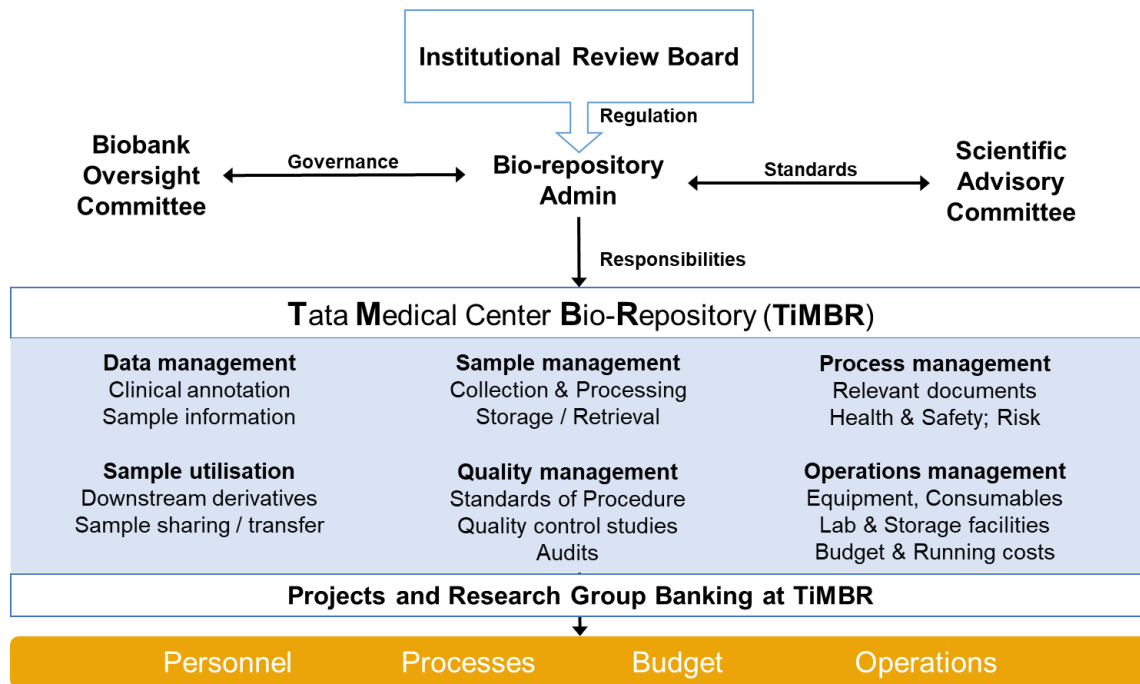 Institutional Review Board
Regulation
Biobank
Oversight
Committee
Governance
Bio-repository
Admin
Standards
Scientific
Advisory
Committee
Responsibilities
Tata Medical Center Bio-Repository (TiMBR)
Data management
Clinical annotation
Sample information
Sample management
Collection & Processing
Storage / Retrieval
Process management
Relevant documents
Health & Safety; Risk
Sample utilisation
Downstream derivatives
Sample sharing / transfer
Quality management
Standards of Procedure
Quality control studies
Audits
Operations management
Equipment, Consumables
Lab & Storage facilities
Budget & Running costs
Projects and Research Group Banking at TiMBR
Personnel Processes Budget Operations